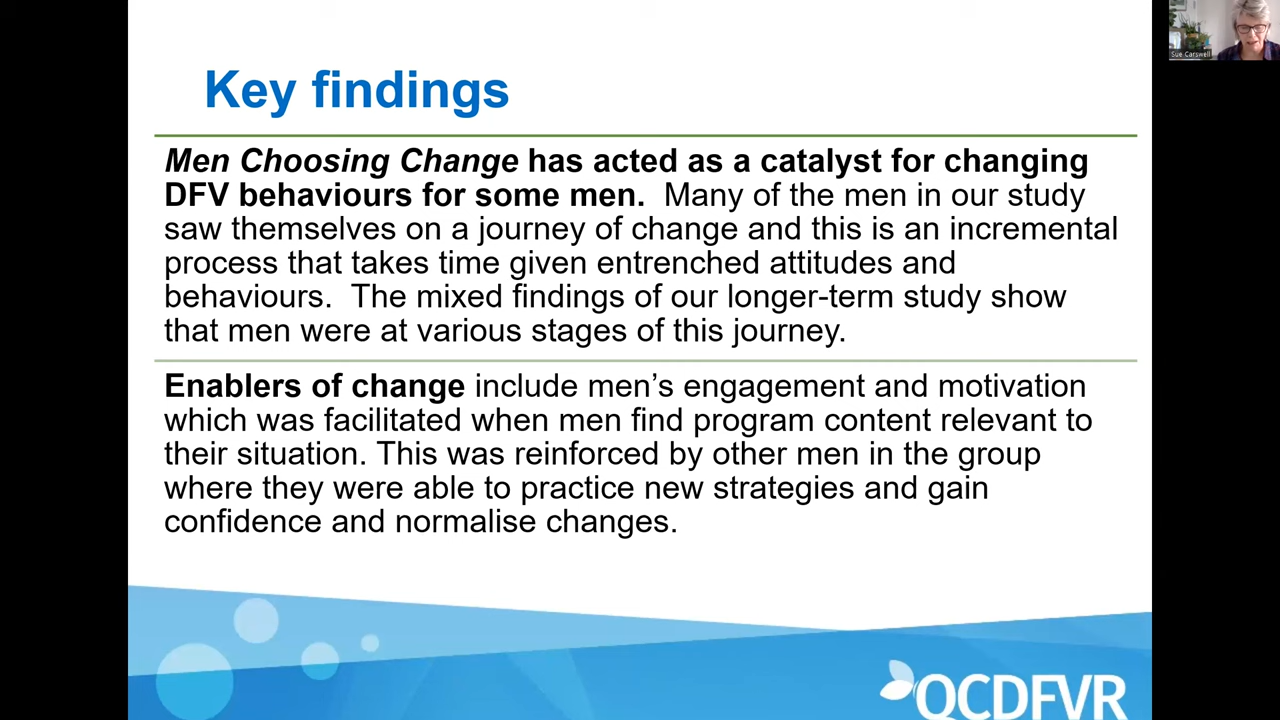 Key findings
Men Choosing Change has acted as a catalyst for changing
DFV behaviours for some men.  Many of the men in our study
saw themselves on a journey of change and this is an incremental
process that takes time given entrenched attitudes and
behaviours.  The mixed findings of our longer-term study show
that men were at various stages of this journey.
Enablers of change include men’s engagement and motivation
which was facilitated when men find program content relevant to
their situation. This was reinforced by other men in the group
where they were able to practice new strategies and gain
confidence and normalise changes.
QCDFVR
Sue Carswell